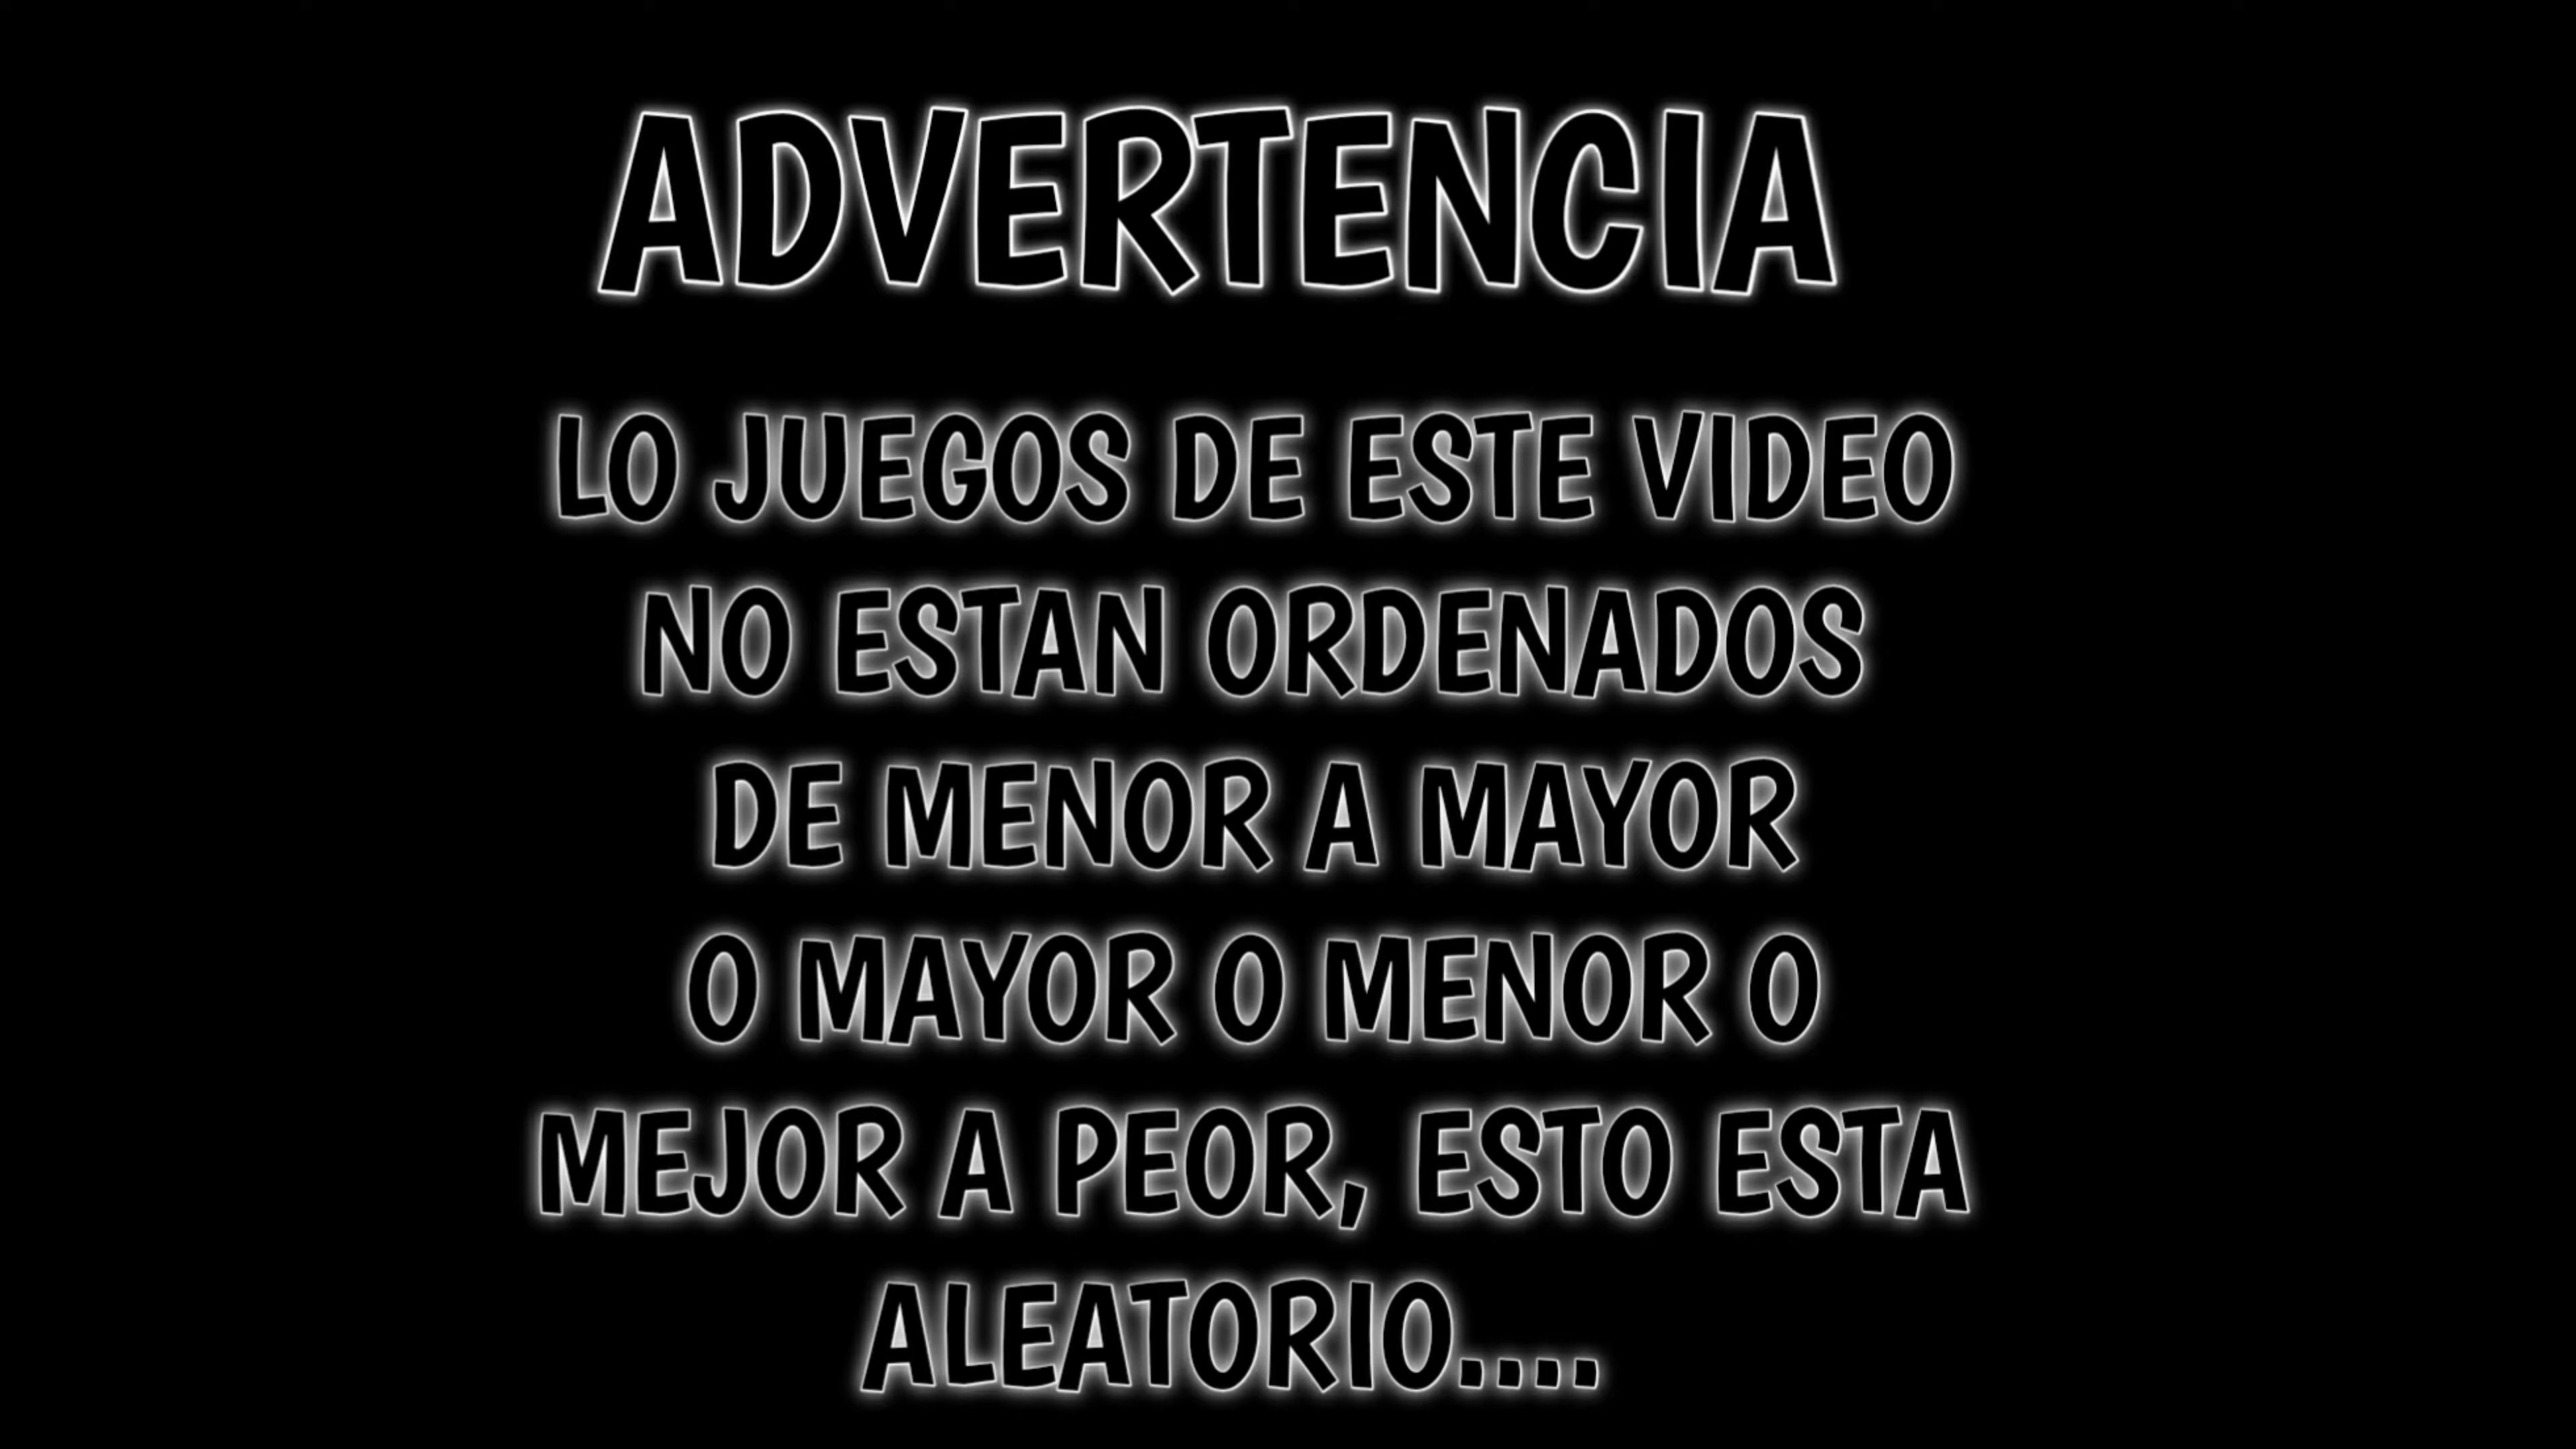 ADVERTENCIA
LO JUEGOS DE ESTE VIDEO
NO ESTAN ORDENADOS
DE MENOR A MAYOR
O MAYOR O MENOR O
MEJOR A PEOR, ESTO ESTA
ALEATORIO....